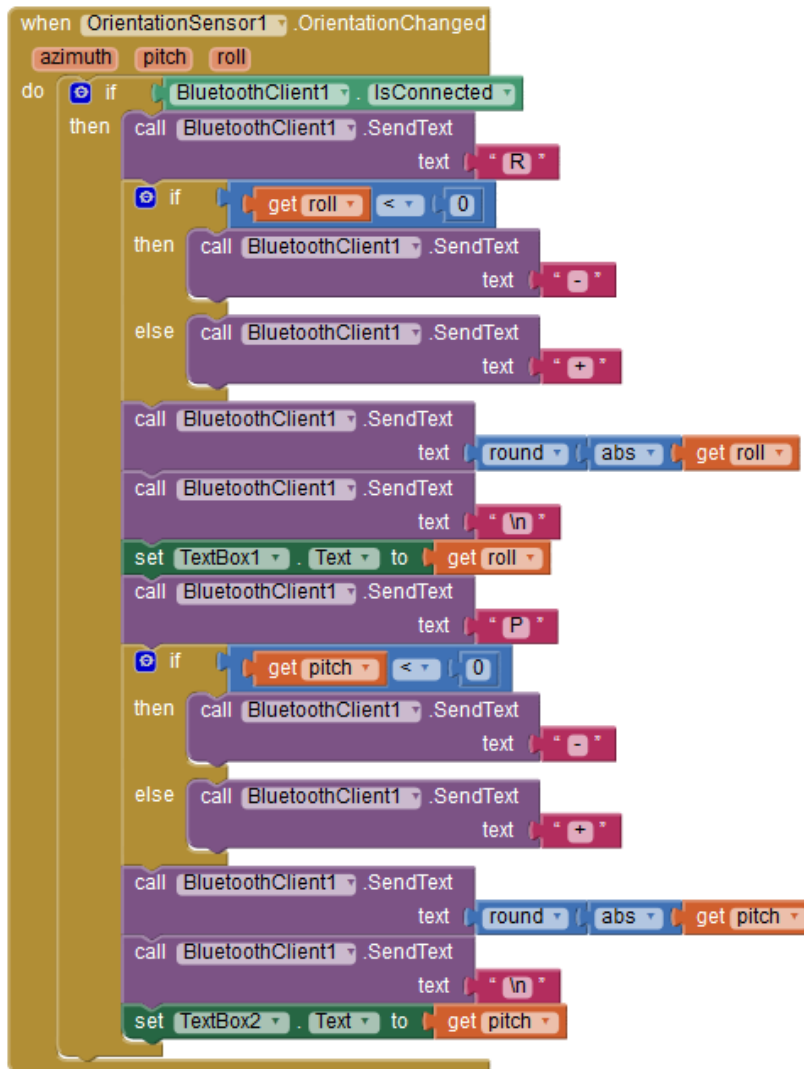 when OrientationSensor1 .OrientationChanged
azimuth pitch roll
do if BluetoothClient1 . IsConnected
then call BluetoothClient1 .SendText
text " R "
if get roll < 0
then call BluetoothClient1 .SendText
text " - "
else call BluetoothClient1 .SendText
text " + "
call BluetoothClient1 .SendText
text round abs get roll
call BluetoothClient1 .SendText
text " \n "
set TextBox1 . Text to get roll
call BluetoothClient1 .SendText
text " P "
if get pitch < 0
then call BluetoothClient1 .SendText
text " - "
else call BluetoothClient1 .SendText
text " + "
call BluetoothClient1 .SendText
text round abs get pitch
call BluetoothClient1 .SendText
text " \n "
set TextBox2 . Text to get pitch